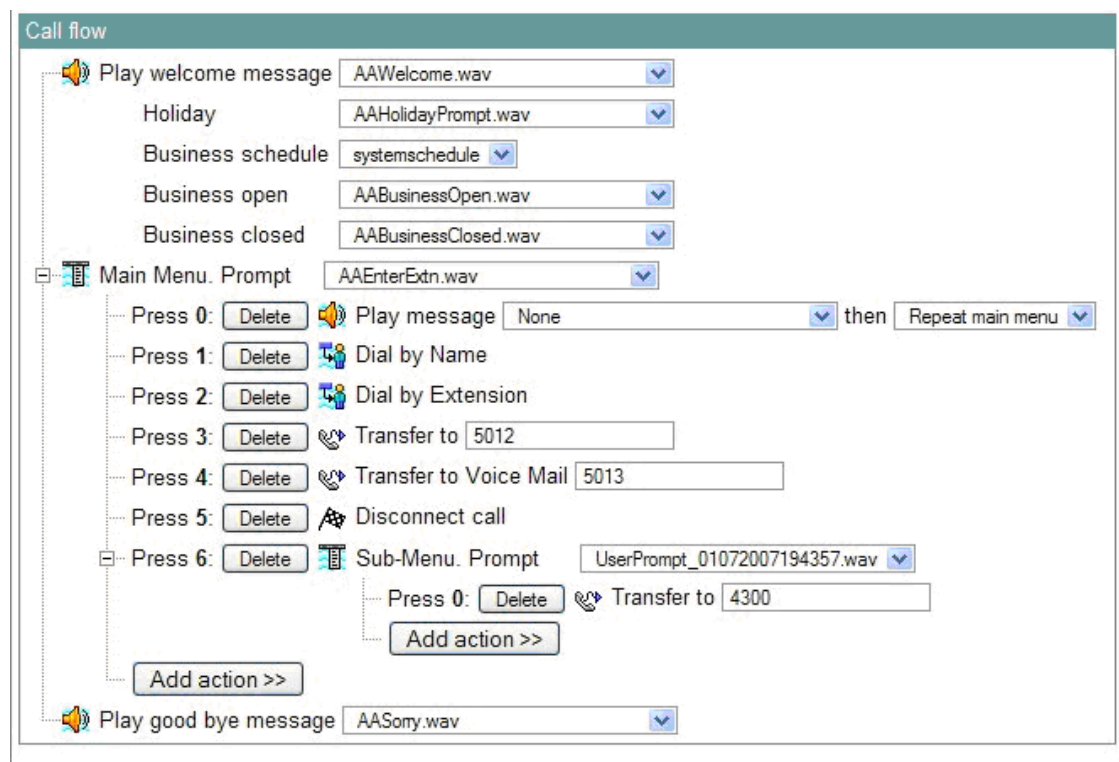 Call flow
Play welcome message AAWelcome.wav
Holiday AAHolidayPrompt.wav
Business schedule systemschedule
Business open AABusinessOpen.wav
Business closed AABusinessClosed.wav
Main Menu. Prompt AAEnterExtn.wav
Press 0: Delete Play message None then Repeat main menu
Press 1: Delete Dial by Name
Press 2: Delete Dial by Extension
Press 3: Delete Transfer to 5012
Press 4: Delete Transfer to Voice Mail 5013
Press 5: Delete Disconnect call
Press 6: Delete Sub-Menu. Prompt UserPrompt_01072007194357.wav
Press 0: Delete Transfer to 4300
Add action >>
Add action >>
Play good bye message AASorry.wav